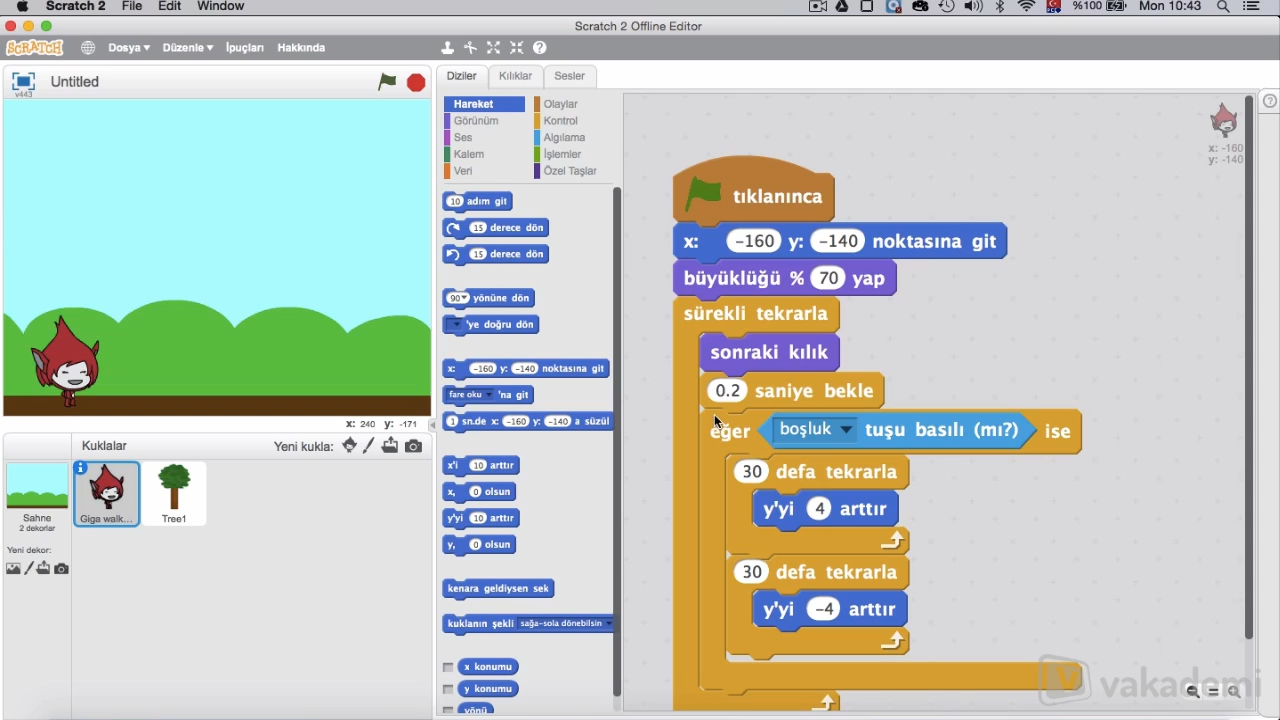 Scratch 2 File Edit Window %100 Mon 10:43
Scratch 2 Offline Editor
SCRATCH Dosya Düzenle İpuçları Hakkında
v443 Untitled
x: 240 y: -171
Kuklalar Yeni kukla:
Sahne
2 dekorlar
Yeni dekor:
Giga walk...
Tree1
Diziler Kılıklar Sesler
Hareket Olaylar
Görünüm Kontrol
Ses Algılama
Kalem İşlemler
Veri Özel Taşlar
10 adım git
15 derece dön
15 derece dön
90 yönüne dön
'ye doğru dön
x: -160 y: -140 noktasına git
fare oku 'na git
1 sn.de x: -160 y: -140 a süzül
x'i 10 arttır
x, 0 olsun
y'yi 10 arttır
y, 0 olsun
kenara geldiysen sek
kuklanın şekli sağa-sola dönebilsin
x konumu
y konumu
yönü
x: -160
y: -140
tıklanınca
x: -160 y: -140 noktasına git
büyüklüğü % 70 yap
sürekli tekrarla
sonraki kılık
0.2 saniye bekle
eğer boşluk tuşu basılı (mı?) ise
30 defa tekrarla
y'yi 4 arttır
30 defa tekrarla
y'yi -4 arttır
vakademi